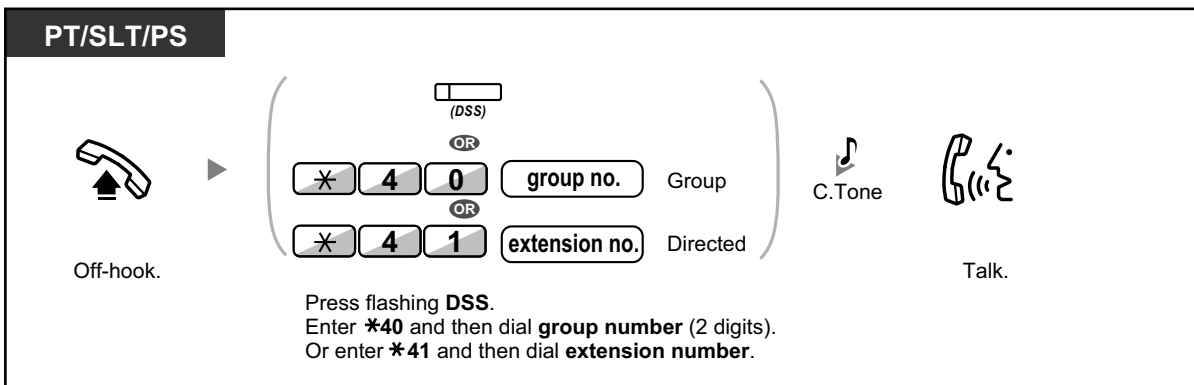 PT/SLT/PS
(DSS)
OR
* 4 0 group no. Group
OR
* 4 1 extension no. Directed
C.Tone
Off-hook.
Talk.
Press flashing DSS.
Enter *40 and then dial group number (2 digits).
Or enter *41 and then dial extension number.